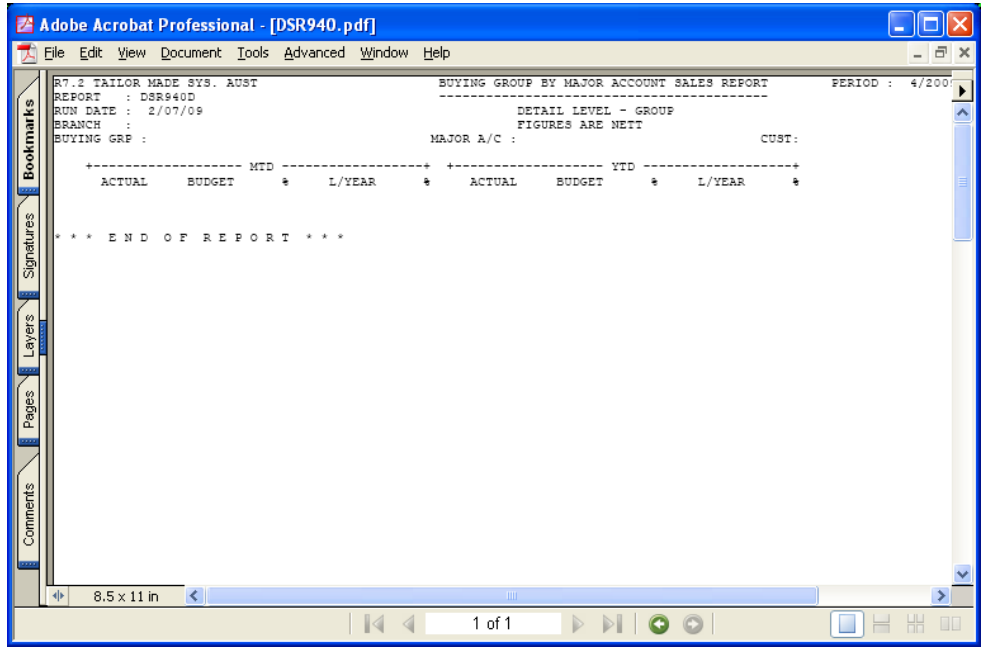 Adobe Acrobat Professional - [DSR940.pdf]
File Edit View Document Tools Advanced Window Help
R7.2 TAILOR MADE SYS. AUST BUYING GROUP BY MAJOR ACCOUNT SALES REPORT PERIOD : 4/200
REPORT : DSR940D -----------------------------------------
RUN DATE : 2/07/09 DETAIL LEVEL - GROUP
BRANCH : FIGURES ARE NETT
BUYING GRP : MAJOR A/C : CUST:
+------------------- MTD ------------------+ +------------------- YTD -------------------+
ACTUAL BUDGET % L/YEAR % ACTUAL BUDGET % L/YEAR %
* * * E N D O F R E P O R T * * *
Bookmarks
Signatures
Layers
Pages
Comments
8.5 x 11 in
1 of 1